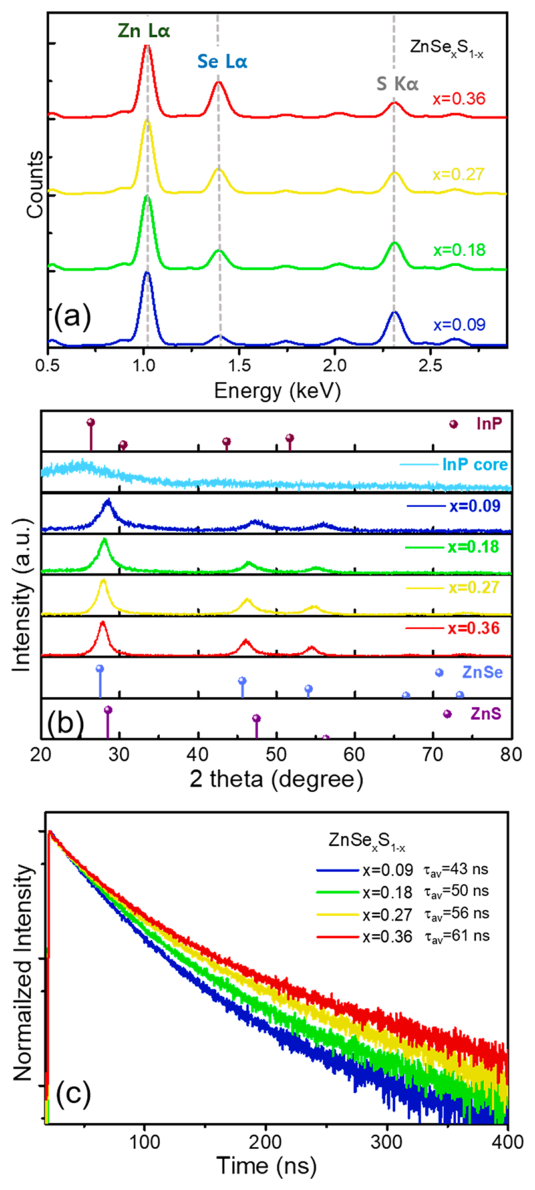 Zn Lα
Se Lα
S Kα
ZnSexS1-x
x=0.36
x=0.27
x=0.18
x=0.09
Counts
(a)
0.5 1.0 1.5 2.0 2.5
Energy (keV)
InP
InP core
x=0.09
x=0.18
x=0.27
x=0.36
ZnSe
ZnS
Intensity (a.u.)
(b)
20 30 40 50 60 70 80
2 theta (degree)
ZnSexS1-x
x=0.09 τav=43 ns
x=0.18 τav=50 ns
x=0.27 τav=56 ns
x=0.36 τav=61 ns
Normailzed Intensity
(c)
100 200 300 400
Time (ns)